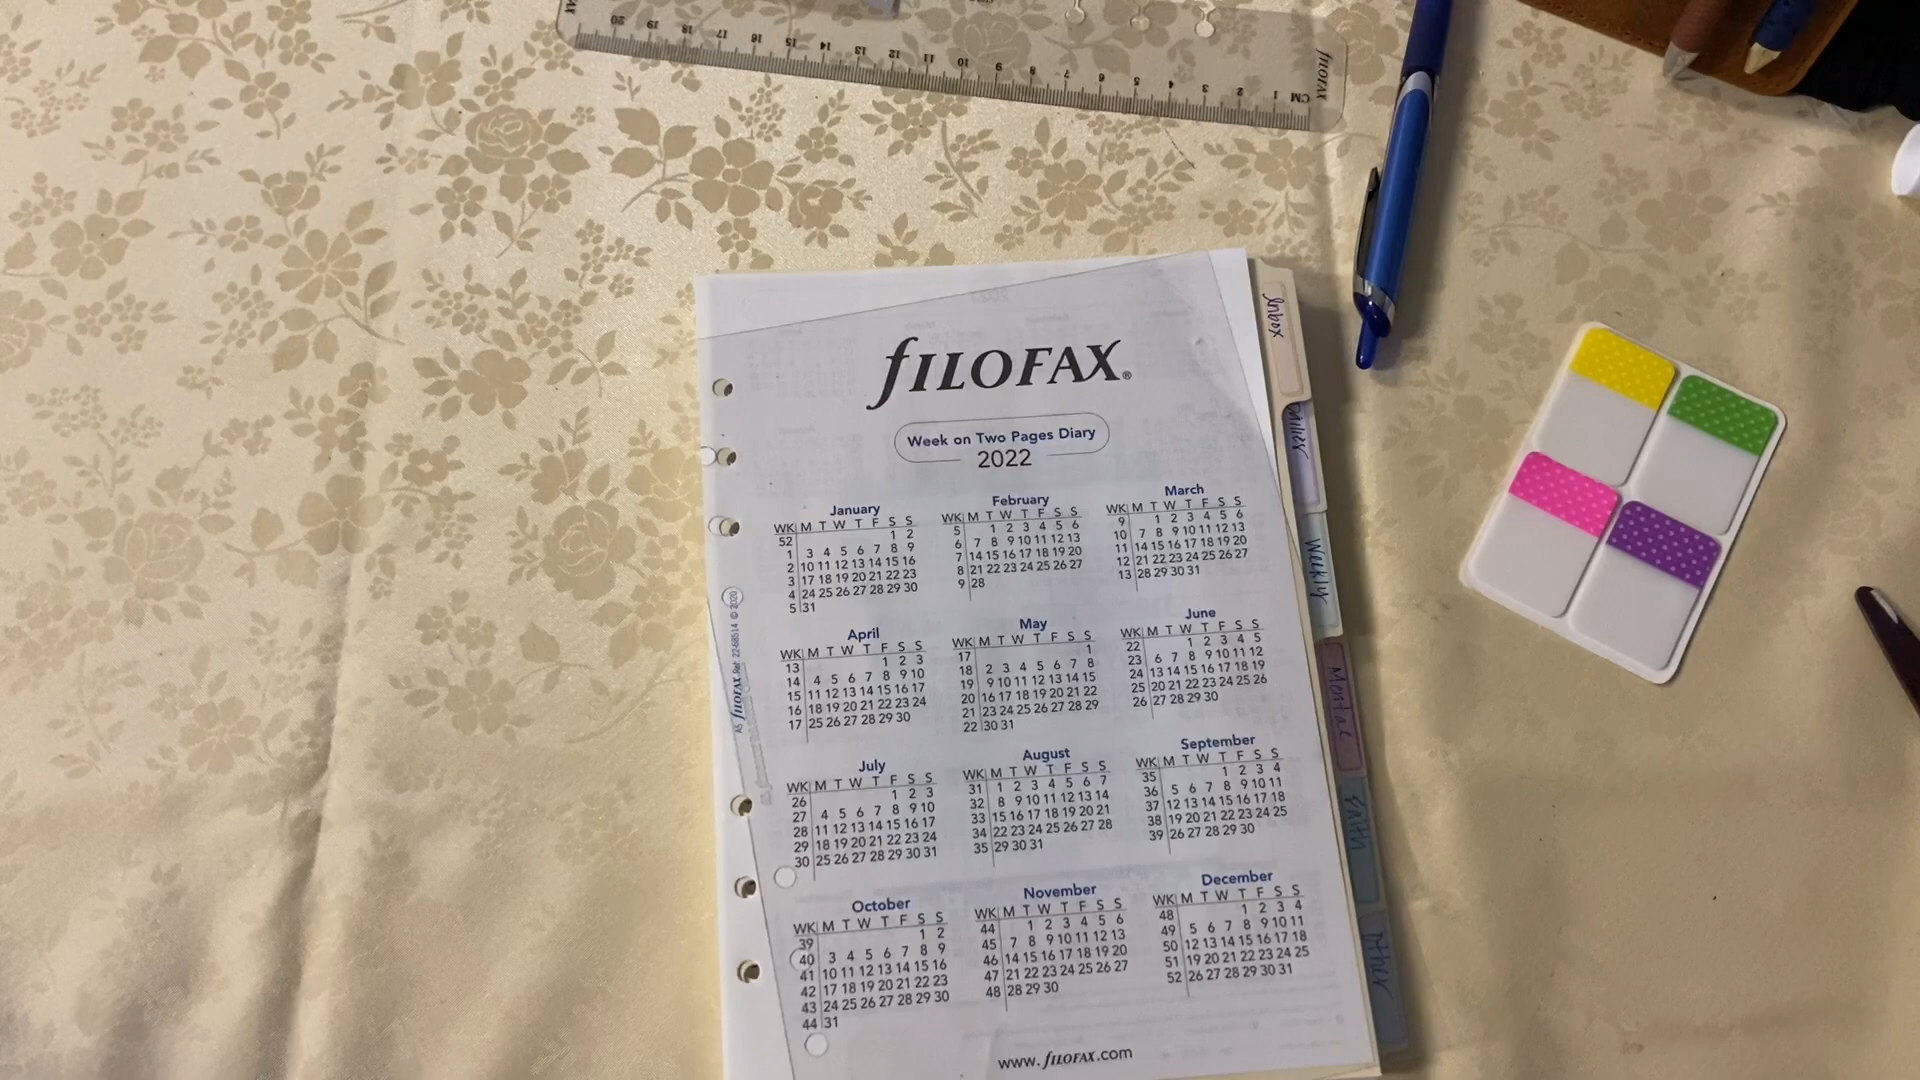 20 19 18 17 16 15 14 13 12 11 10 9 8 7 6 5 4 3 2 1 CM
fILOFAX
fILOFAX®
Week on Two Pages Diary
2022
January
WK M T W T F S S
52 1 2
1 3 4 5 6 7 8 9
2 10 11 12 13 14 15 16
3 17 18 19 20 21 22 23
4 24 25 26 27 28 29 30
5 31
February
WK M T W T F S S
5 1 2 3 4 5 6
6 7 8 9 10 11 12 13
7 14 15 16 17 18 19 20
8 21 22 23 24 25 26 27
9 28
March
WK M T W T F S S
9 1 2 3 4 5 6
10 7 8 9 10 11 12 13
11 14 15 16 17 18 19 20
12 21 22 23 24 25 26 27
13 28 29 30 31
April
WK M T W T F S S
13 1 2 3
14 4 5 6 7 8 9 10
15 11 12 13 14 15 16 17
16 18 19 20 21 22 23 24
17 25 26 27 28 29 30
May
WK M T W T F S S
17 1
18 2 3 4 5 6 7 8
19 9 10 11 12 13 14 15
20 16 17 18 19 20 21 22
21 23 24 25 26 27 28 29
22 30 31
June
WK M T W T F S S
22 1 2 3 4 5
23 6 7 8 9 10 11 12
24 13 14 15 16 17 18 19
25 20 21 22 23 24 25 26
26 27 28 29 30
July
WK M T W T F S S
26 1 2 3
27 4 5 6 7 8 9 10
28 11 12 13 14 15 16 17
29 18 19 20 21 22 23 24
30 25 26 27 28 29 30 31
August
WK M T W T F S S
31 1 2 3 4 5 6 7
32 8 9 10 11 12 13 14
33 15 16 17 18 19 20 21
34 22 23 24 25 26 27 28
35 29 30 31
September
WK M T W T F S S
35 1 2 3 4
36 5 6 7 8 9 10 11
37 12 13 14 15 16 17 18
38 19 20 21 22 23 24 25
39 26 27 28 29 30
October
WK M T W T F S S
39 1 2
40 3 4 5 6 7 8 9
41 10 11 12 13 14 15 16
42 17 18 19 20 21 22 23
43 24 25 26 27 28 29 30
44 31
November
WK M T W T F S S
44 1 2 3 4 5 6
45 7 8 9 10 11 12 13
46 14 15 16 17 18 19 20
47 21 22 23 24 25 26 27
48 28 29 30
December
WK M T W T F S S
48 1 2 3 4
49 5 6 7 8 9 10 11
50 12 13 14 15 16 17 18
51 19 20 21 22 23 24 25
52 26 27 28 29 30 31
www.fILOFAX.com
A5 fILOFAX Ref 22-68514 © 2020
Inbox
Weekly
Faith
Other